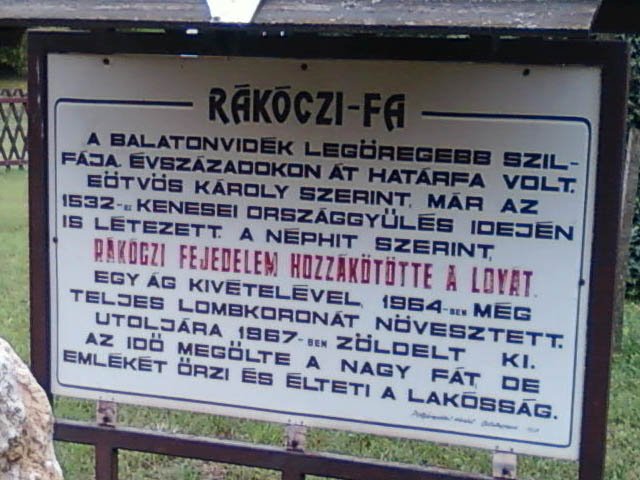 RÁKÓCZI-FA
A BALATONVIDÉK LEGÖREGEBB SZIL-
FÁJA. ÉVSZÁZADOKON ÁT HATÁRFA VOLT.
EÖTVÖS KÁROLY SZERINT, MÁR AZ
1532-ES KENESEI ORSZÁGGYŰLÉS IDEJÉN
IS LÉTEZETT. A NÉPHIT SZERINT,
RÁKÓCZI FEJEDELEM HOZZÁKÖTÖTTE A LOVÁT.
EGY ÁG KIVÉTELÉVEL, 1964-BEN MÉG
TELJES LOMBKORONÁT NÖVESZTETT.
UTOLJÁRA 1967-BEN ZÖLDELT KI.
AZ IDŐ MEGÖLTE A NAGY FÁT, DE
EMLÉKÉT ŐRZI ÉS ÉLTETI A LAKOSSÁG.